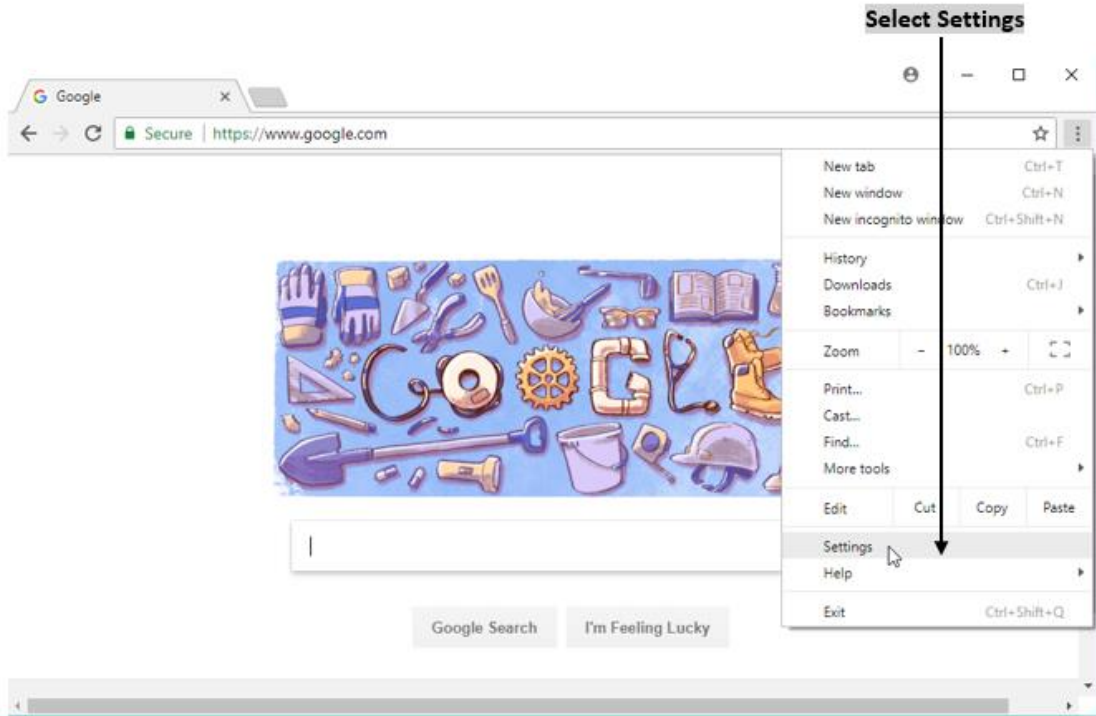 Select Settings
Google
Secure | https://www.google.com
New tab Ctrl+T
New window Ctrl+N
New incognito window Ctrl+Shift+N
History
Downloads Ctrl+J
Bookmarks
Zoom - 100% +
Print... Ctrl+P
Cast...
Find... Ctrl+F
More tools
Edit Cut Copy Paste
Settings
Help
Exit Ctrl+Shift+Q
Google Search I'm Feeling Lucky